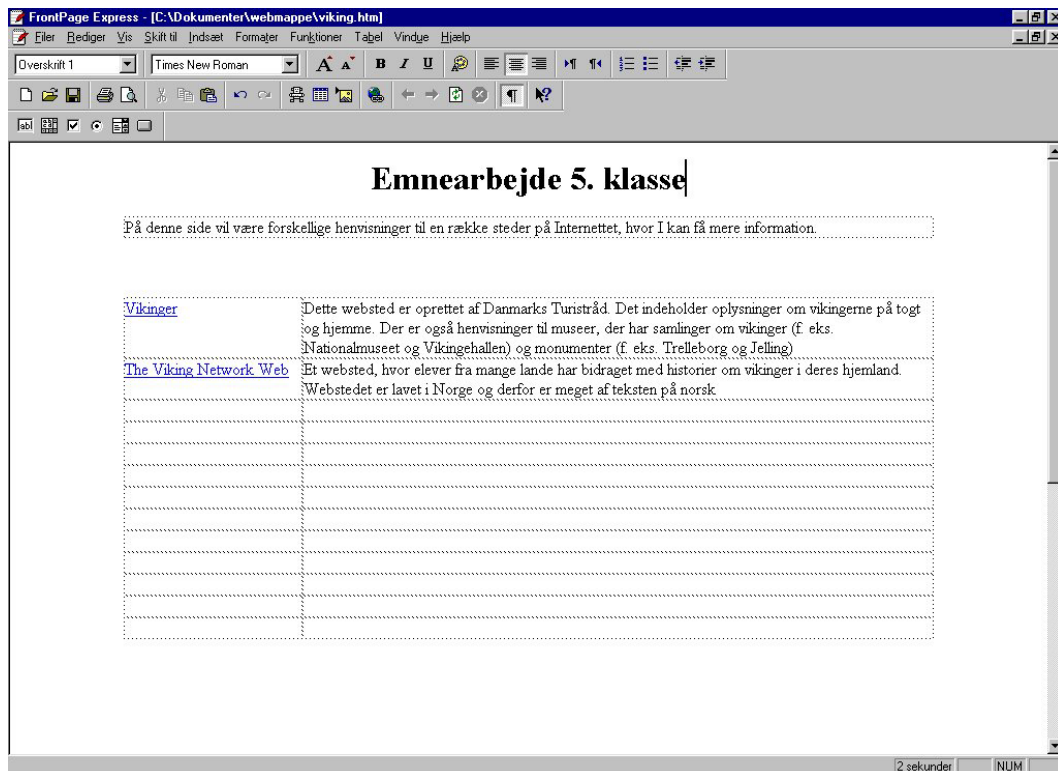 FrontPage Express - [C:\Dokumenter\webmappe\viking.htm]
Filer Rediger Vis Skift til Indsæt Formater Funktioner Tabel Vindue Hjælp
Overskrift 1 Times New Roman A A B I U
abl
Emnearbejde 5. klasse
På denne side vil være forskellige henvisninger til en række steder på Internettet, hvor I kan få mere information.
Vikinger Dette websted er oprettet af Danmarks Turistråd. Det indeholder oplysninger om vikingerne på togt
og hjemme. Der er også henvisninger til museer, der har samlinger om vikinger (f. eks.
Nationalmuseet og Vikingehallen) og monumenter (f. eks. Trelleborg og Jelling)
The Viking Network Web Et websted, hvor elever fra mange lande har bidraget med historier om vikinger i deres hjemland.
Webstedet er lavet i Norge og derfor er meget af teksten på norsk
2 sekunder NUM